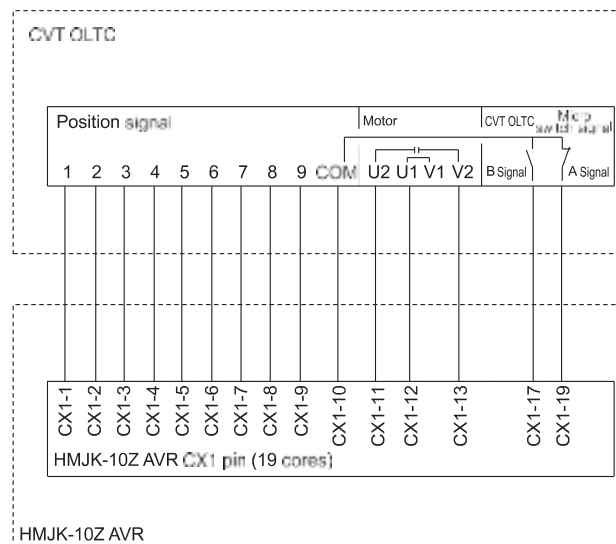 CVT OLTC
Position signal
Motor
CVT OLTC Micro switch signal
1 2 3 4 5 6 7 8 9 COM U2 U1 V1 V2 B Signal A Signal
CX1-1 CX1-2 CX1-3 CX1-4 CX1-5 CX1-6 CX1-7 CX1-8 CX1-9 CX1-10 CX1-11 CX1-12 CX1-13 CX1-17 CX1-19
HMJK-10Z AVR CX1 pin (19 cores)
HMJK-10Z AVR